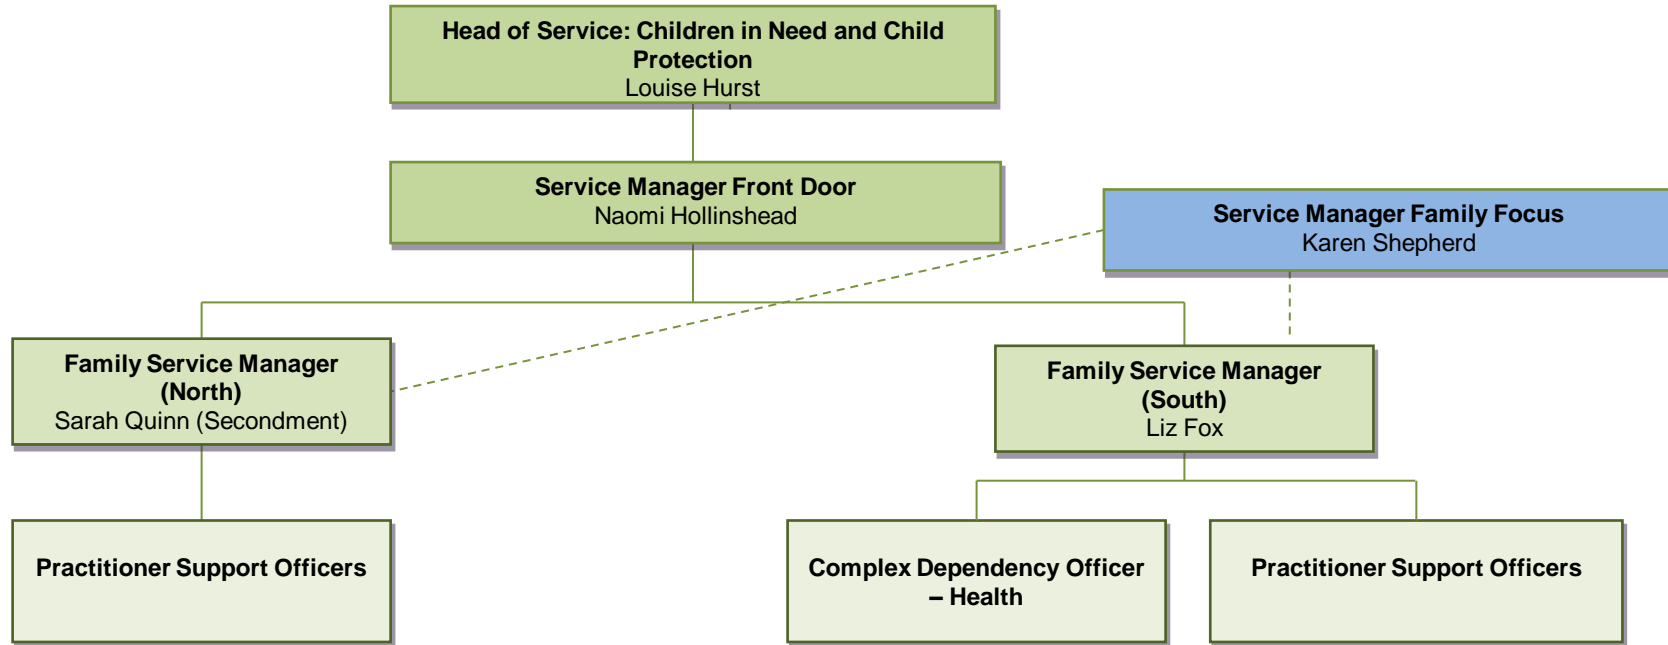 Head of Service: Children in Need and Child
Protection
Louise Hurst
Service Manager Front Door
Naomi Hollinshead
Service Manager Family Focus
Karen Shepherd
Family Service Manager
(North)
Sarah Quinn (Secondment)
Family Service Manager
(South)
Liz Fox
Practitioner Support Officers
Complex Dependency Officer
– Health
Practitioner Support Officers